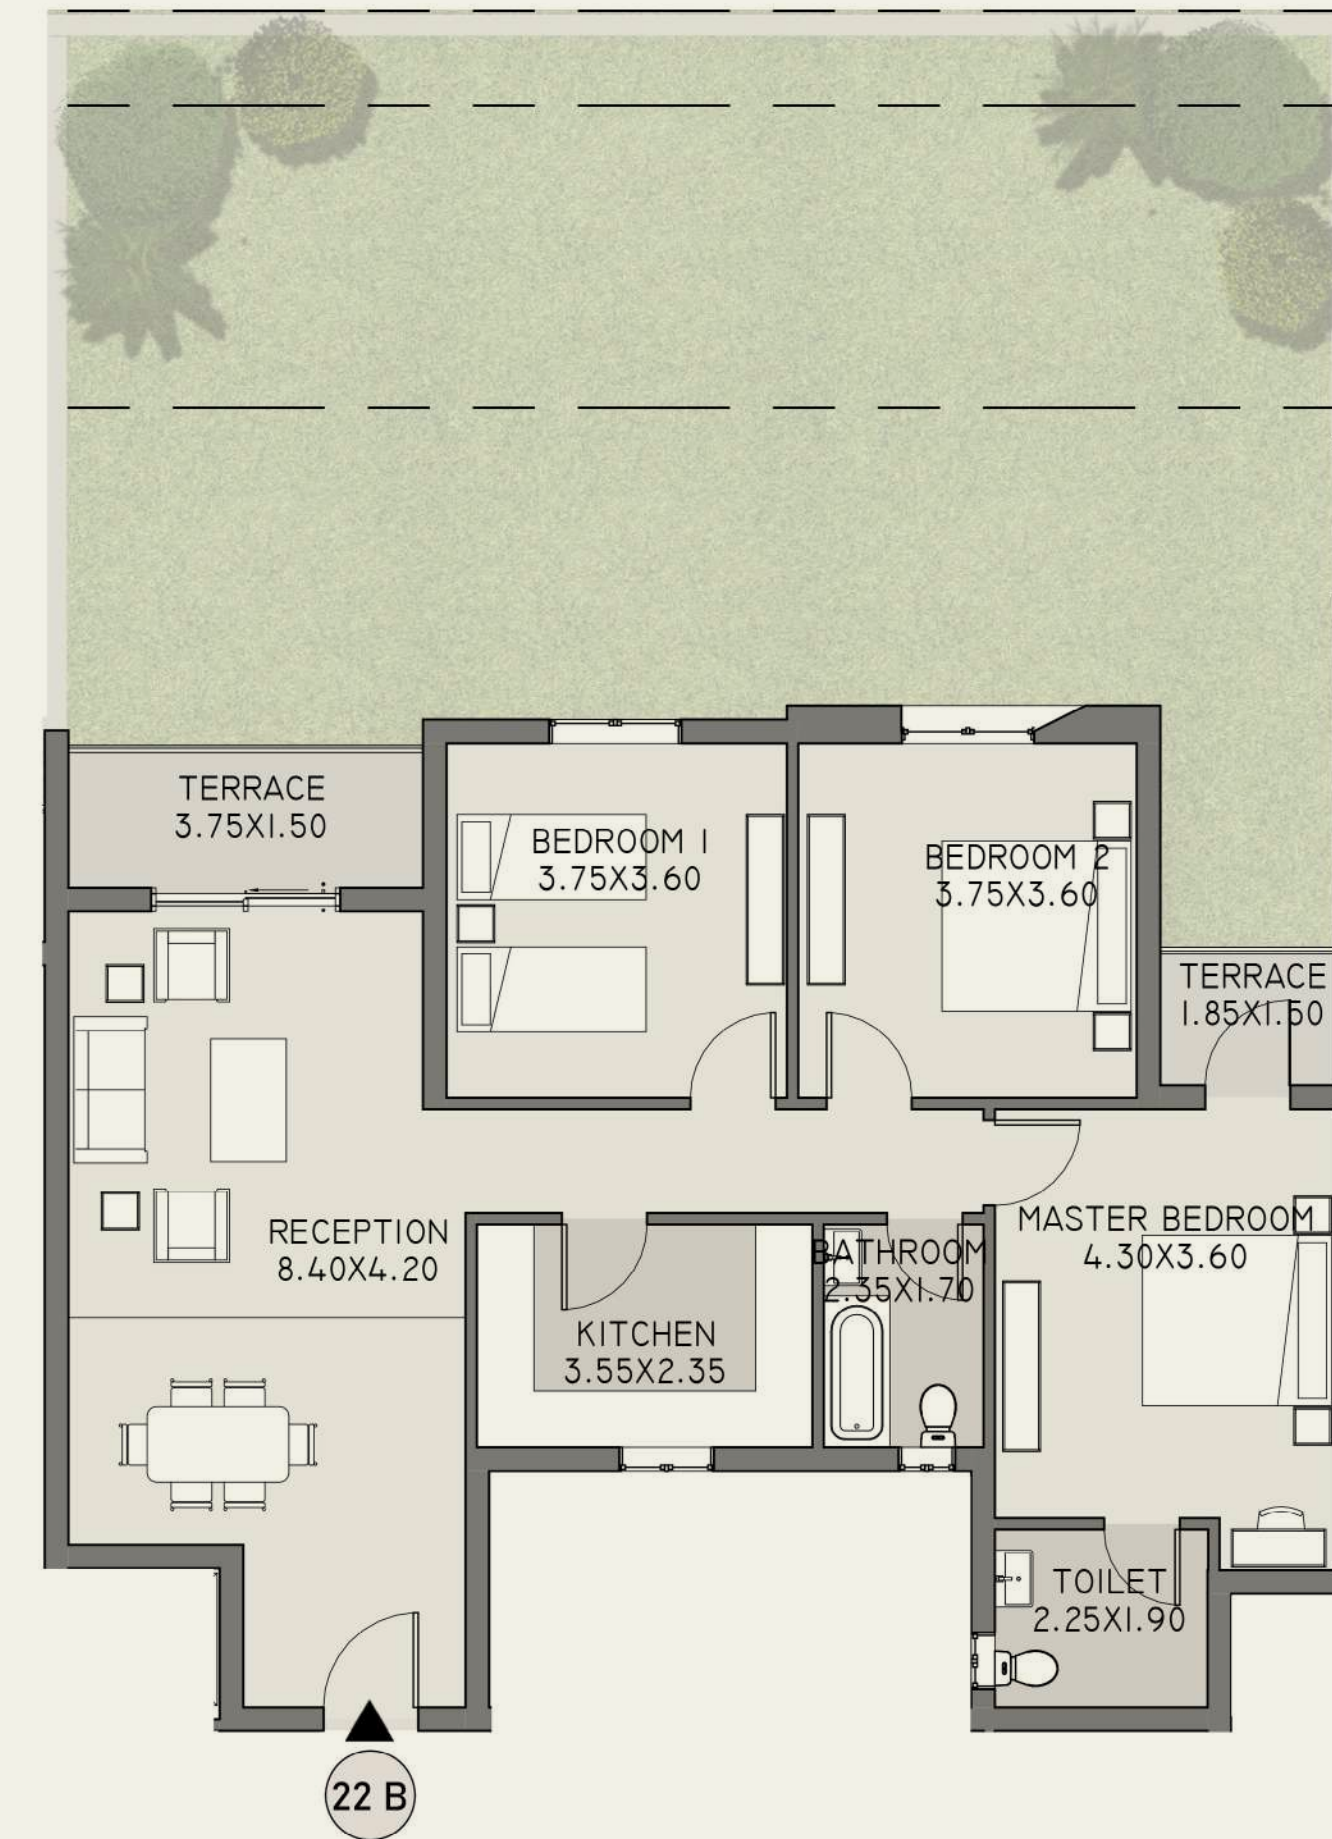 TERRACE
3.75X1.50
BEDROOM 1
3.75X3.60
BEDROOM 2
3.75X3.60
TERRACE
1.85X1.50
RECEPTION
8.40X4.20
MASTER BEDROOM
4.30X3.60
BATHROOM
2.35X1.70
KITCHEN
3.55X2.35
TOILET
2.25X1.90
22 B